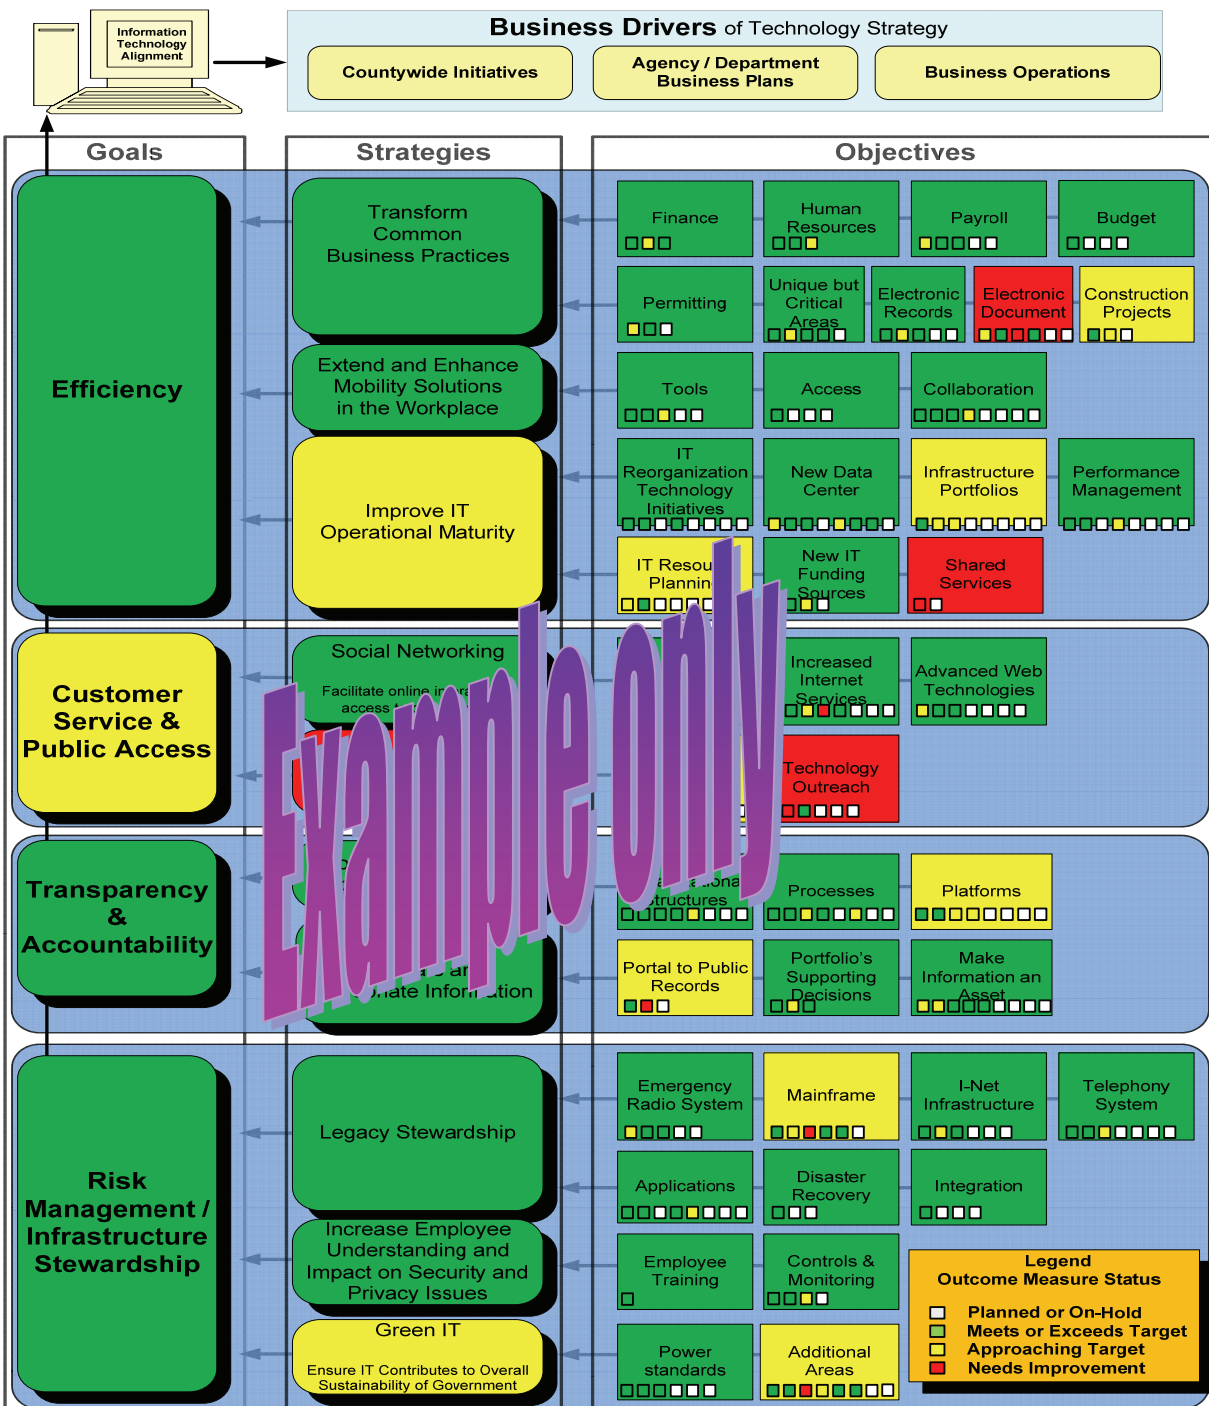 Information
Technology
Alignment
Business Drivers of Technology Strategy
Countywide Initiatives
Agency / Department
Business Plans
Business Operations
Goals
Strategies
Objectives
Efficiency
Transform
Common
Business Practices
Finance
Human
Resources
Payroll
Budget
Permitting
Unique but
Critical
Areas
Electronic
Records
Electronic
Document
Construction
Projects
Extend and Enhance
Mobility Solutions
in the Workplace
Tools
Access
Collaboration
Improve IT
Operational Maturity
IT
Reorganization
Technology
Initiatives
New Data
Center
Infrastructure
Portfolios
Performance
Management
IT Resou
Planning
New IT
Funding
Sources
Shared
Services
Customer
Service &
Public Access
Social Networking
Facilitate online
access
Increased
Internet
Services
Advanced Web
Technologies
Technology
Outreach
Example only
Transparency
&
Accountability
Structures
Processes
Platforms
Information
Portal to Public
Records
Portfolio's
Supporting
Decisions
Make
Information an
Asset
Risk
Management /
Infrastructure
Stewardship
Legacy Stewardship
Emergency
Radio System
Mainframe
I-Net
Infrastructure
Telephony
System
Applications
Disaster
Recovery
Integration
Increase Employee
Understanding and
Impact on Security and
Privacy Issues
Employee
Training
Controls &
Monitoring
Green IT
Ensure IT Contributes to Overall
Sustainability of Government
Power
standards
Additional
Areas
Legend
Outcome Measure Status
Planned or On-Hold
Meets or Exceeds Target
Approaching Target
Needs Improvement